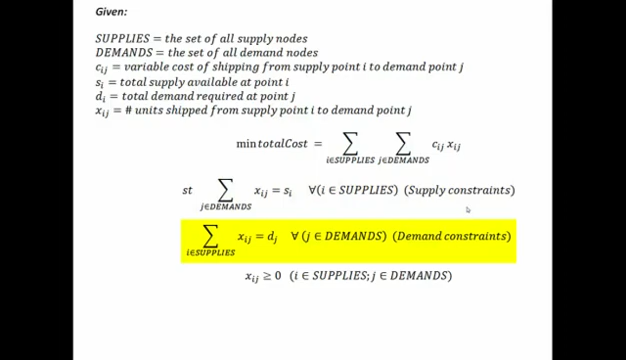 Given:
SUPPLIES = the set of all supply nodes
DEMANDS = the set of all demand nodes
cᵢⱼ = variable cost of shipping from supply point i to demand point j
sᵢ = total supply available at point i
dᵢ = total demand required at point j
xᵢⱼ = # units shipped from supply point i to demand point j
min totalCost = ∑_{i∈SUPPLIES} ∑_{j∈DEMANDS} cᵢⱼ xᵢⱼ
st ∑_{j∈DEMANDS} xᵢⱼ = sᵢ ∀(i ∈ SUPPLIES) (Supply constraints)
∑_{i∈SUPPLIES} xᵢⱼ = dⱼ ∀ (j ∈ DEMANDS) (Demand constraints)
xᵢⱼ ≥ 0 (i ∈ SUPPLIES; j ∈ DEMANDS)